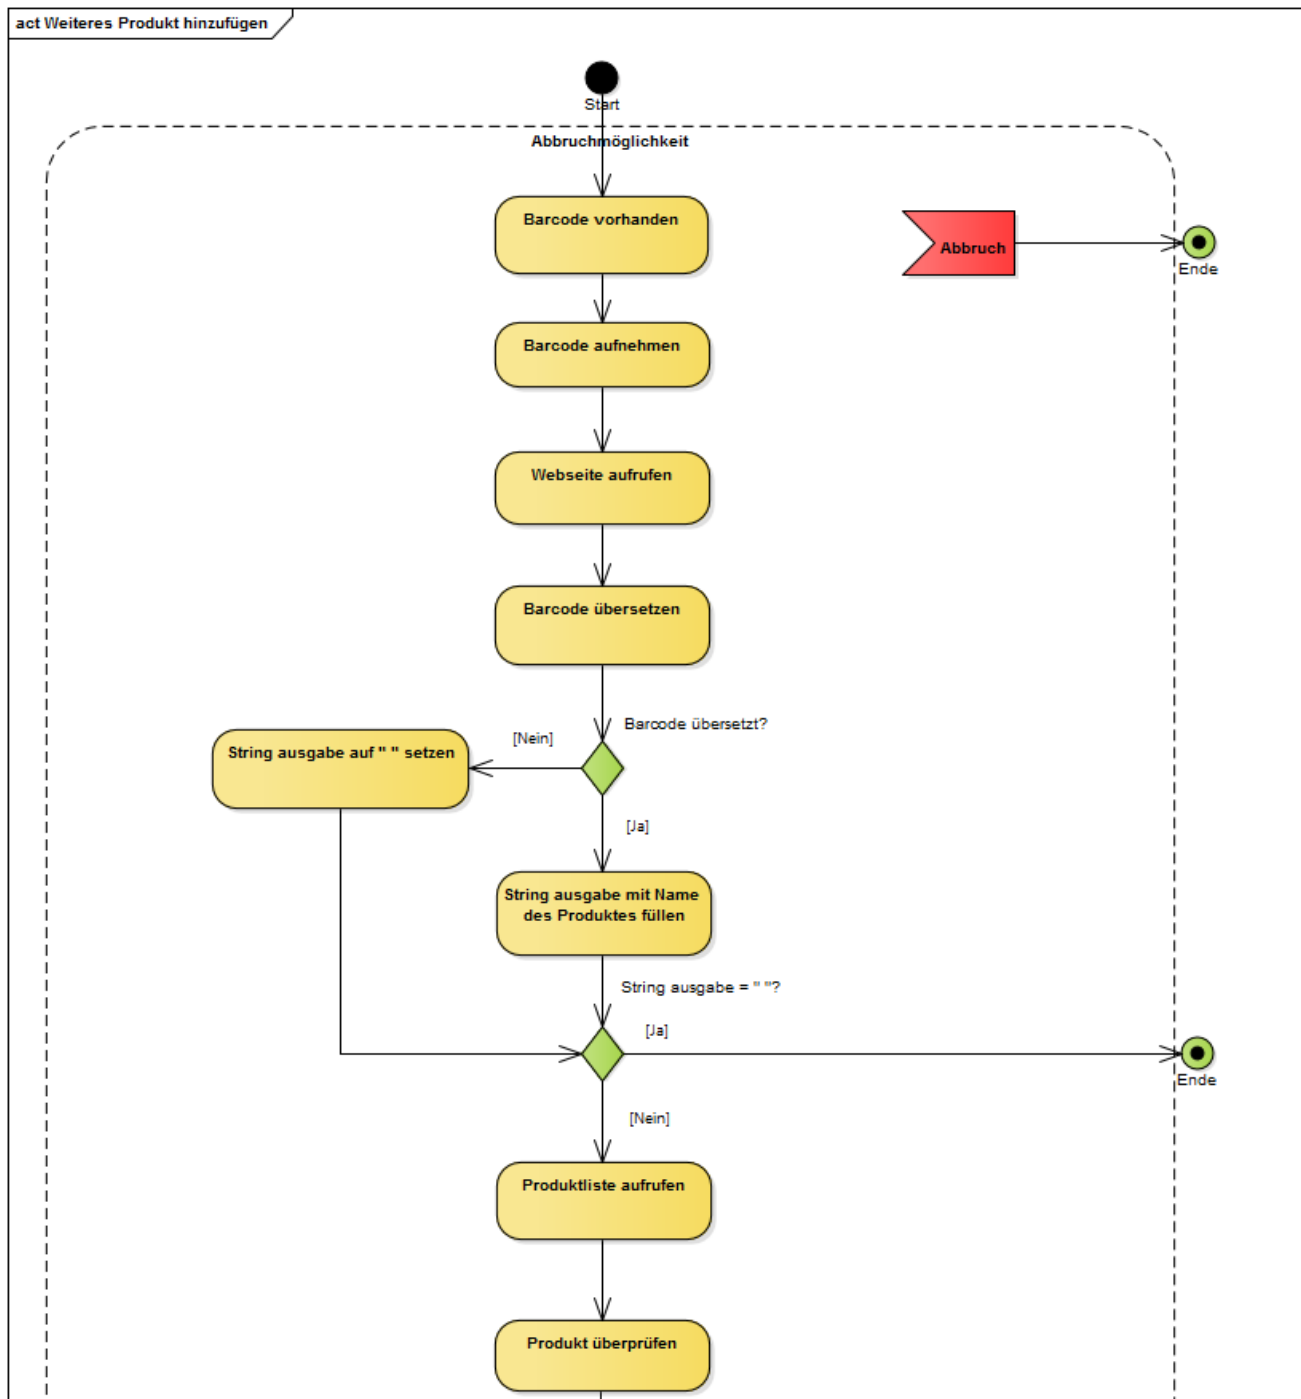 act Weiteres Produkt hinzufügen
Start
Abbruchmöglichkeit
Barcode vorhanden
Abbruch
Ende
Barcode aufnehmen
Webseite aufrufen
Barcode übersetzen
Barcode übersetzt?
[Nein]
String ausgabe auf " " setzen
[Ja]
String ausgabe mit Name
des Produktes füllen
String ausgabe = " "?
[Ja]
Ende
[Nein]
Produktliste aufrufen
Produkt überprüfen